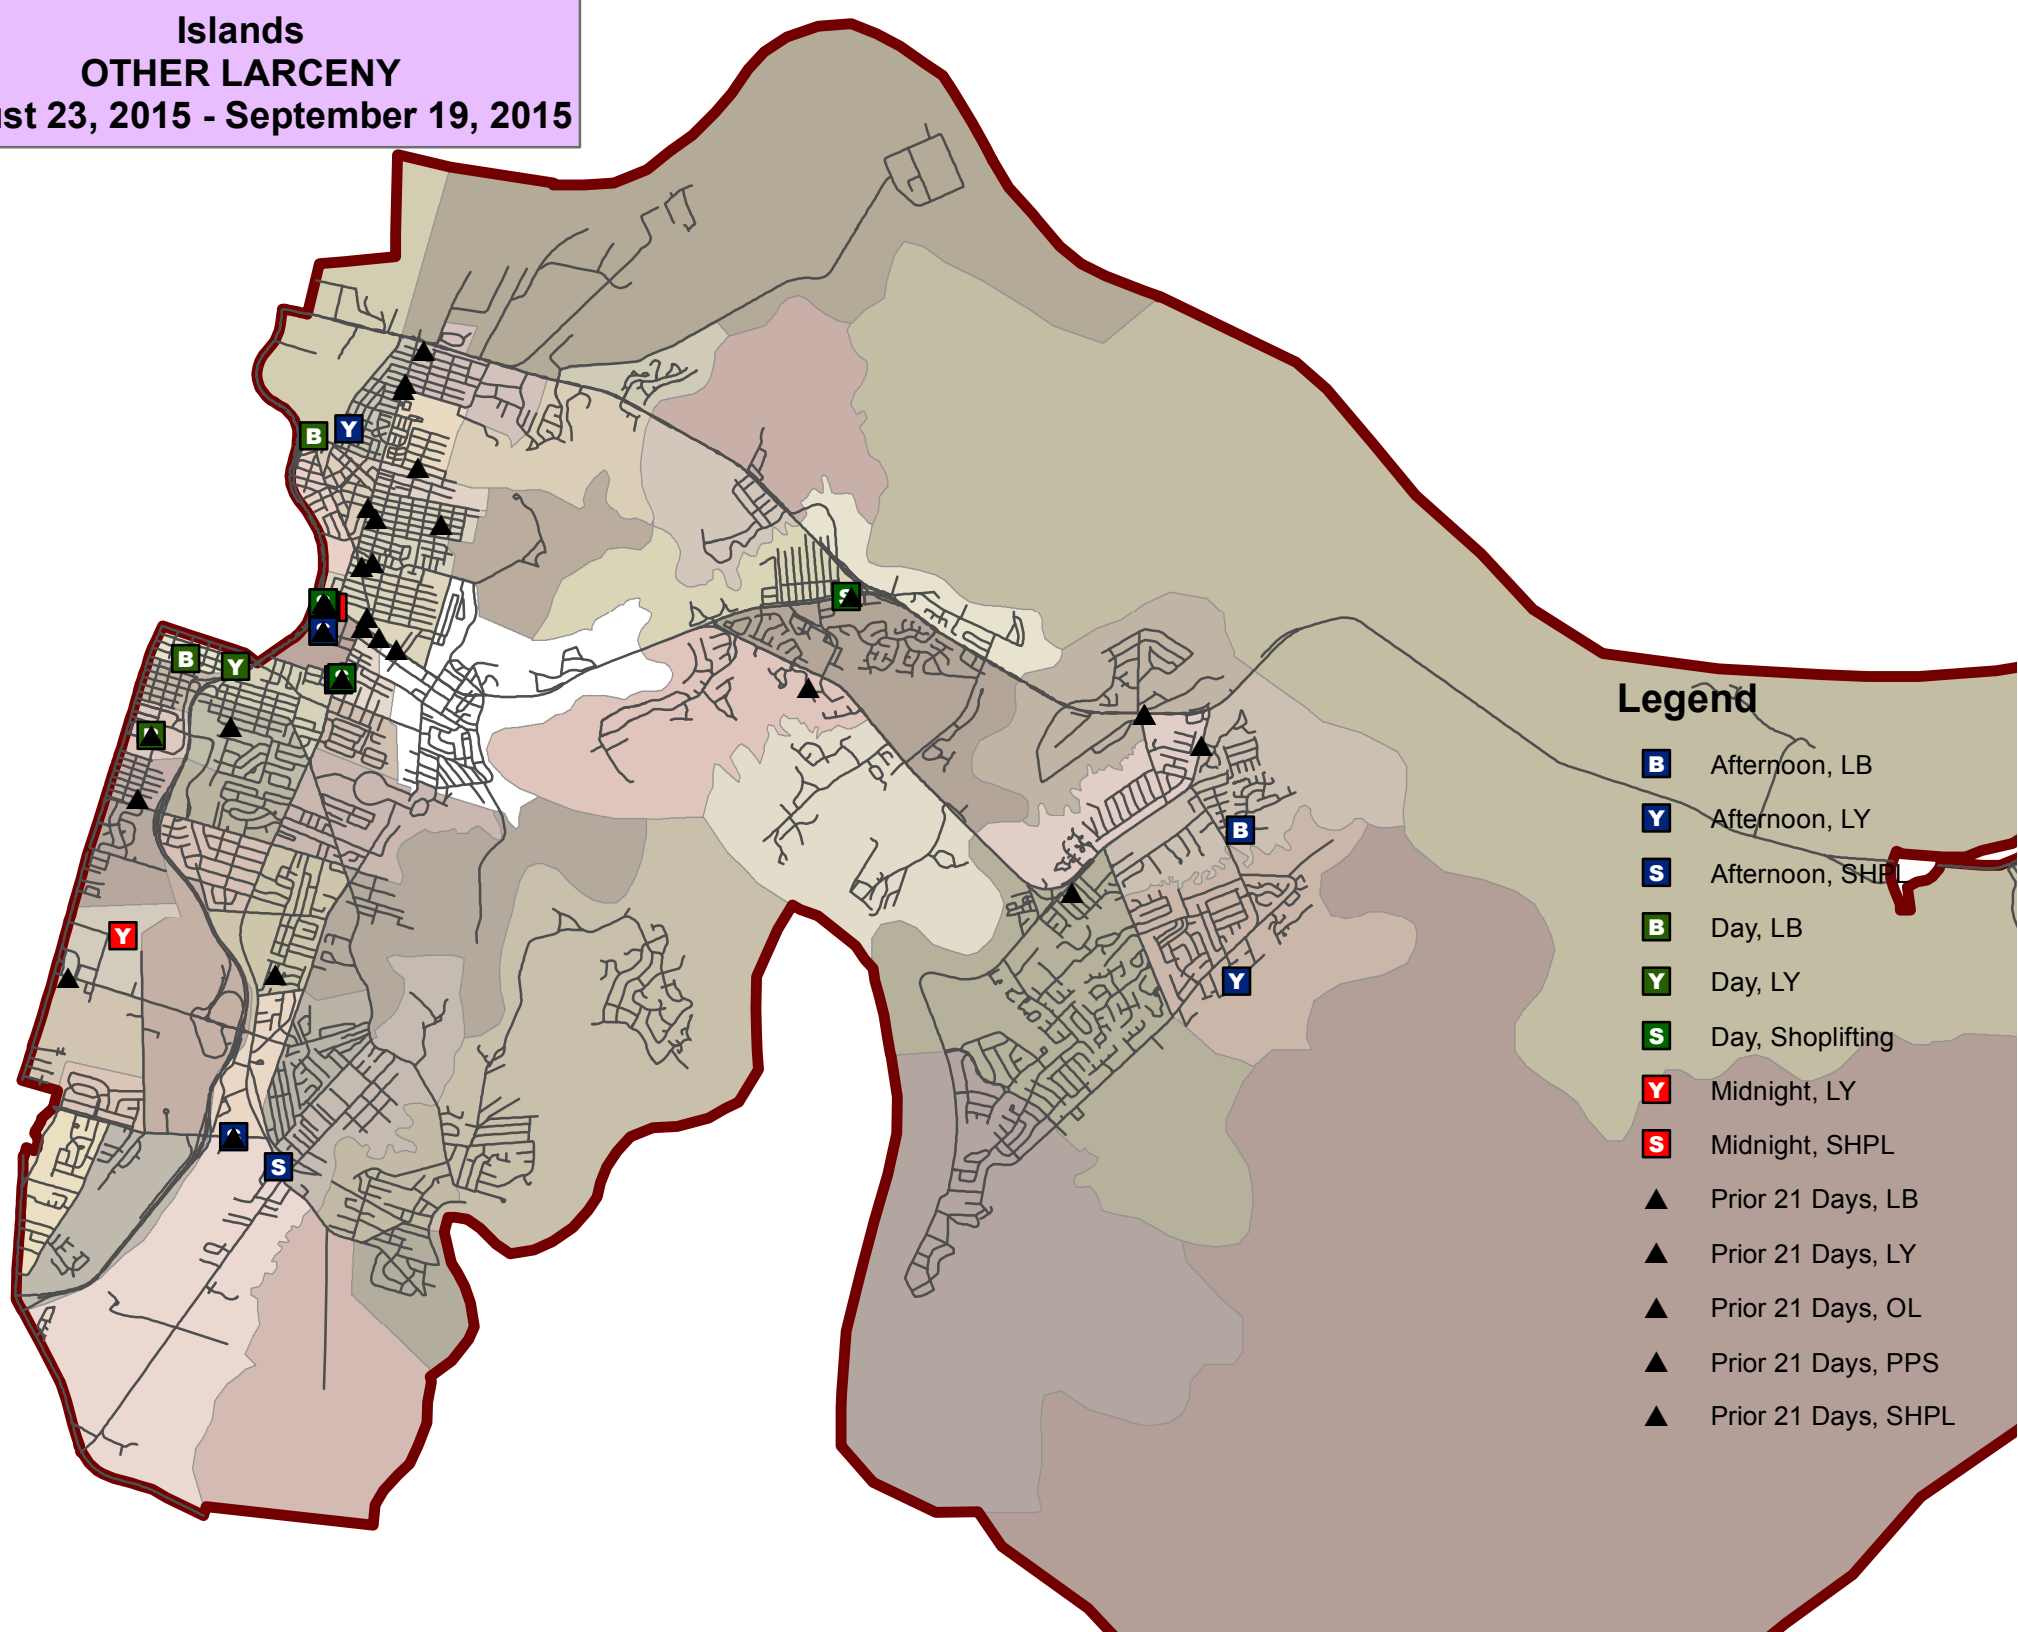 Islands
OTHER LARCENY
st 23, 2015 - September 19, 2015
B
Y
S
B
Y
B
Y
S
B
Y
S
Legend
B Afternoon, LB
Y Afternoon, LY
S Afternoon, SHPL
B Day, LB
Y Day, LY
S Day, Shoplifting
Y Midnight, LY
S Midnight, SHPL
Prior 21 Days, LB
Prior 21 Days, LY
Prior 21 Days, OL
Prior 21 Days, PPS
Prior 21 Days, SHPL